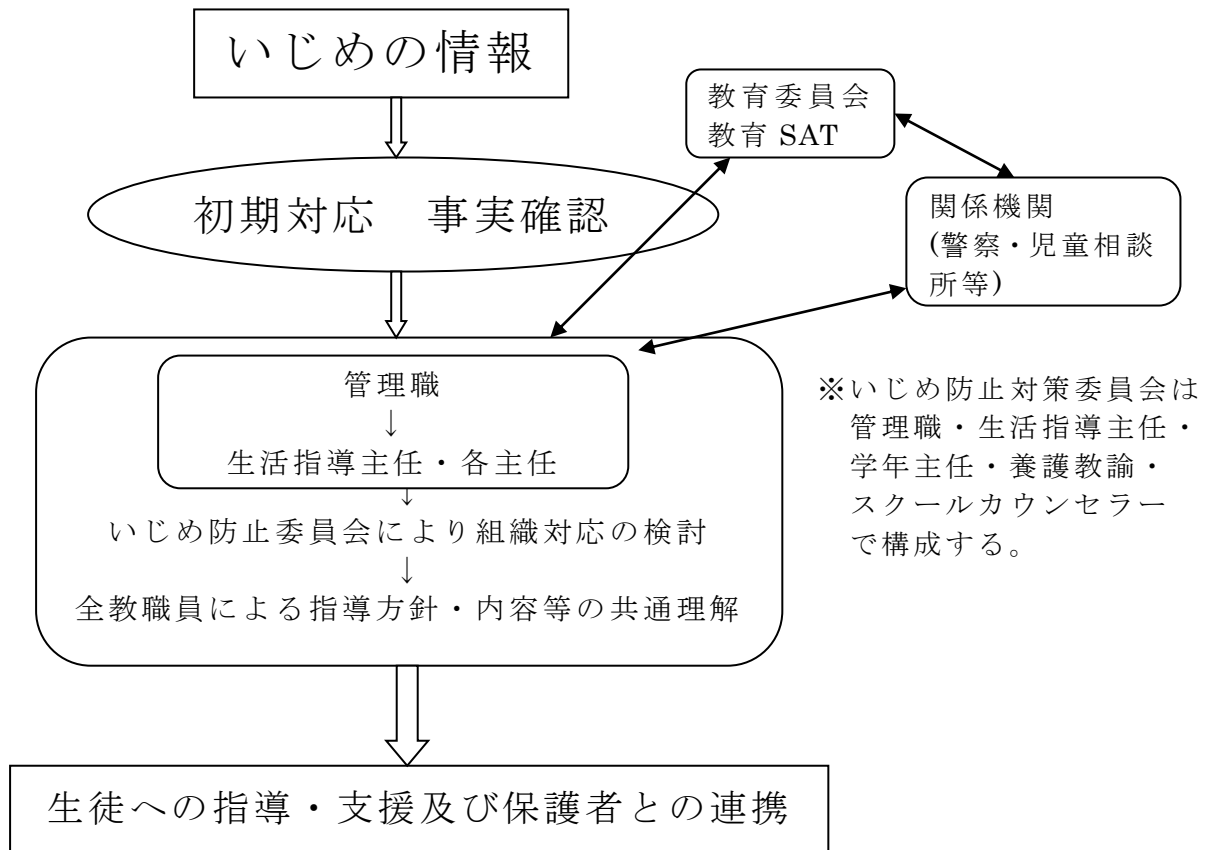 いじめの情報
教育委員会
教育 SAT
初期対応　事実確認
関係機関
(警察・児童相談
所等)
管理職
↓
生活指導主任・各主任
↓
いじめ防止委員会により組織対応の検討
↓
全教職員による指導方針・内容等の共通理解
※いじめ防止対策委員会は
管理職・生活指導主任・
学年主任・養護教諭・
スクールカウンセラー
で構成する。
生徒への指導・支援及び保護者との連携